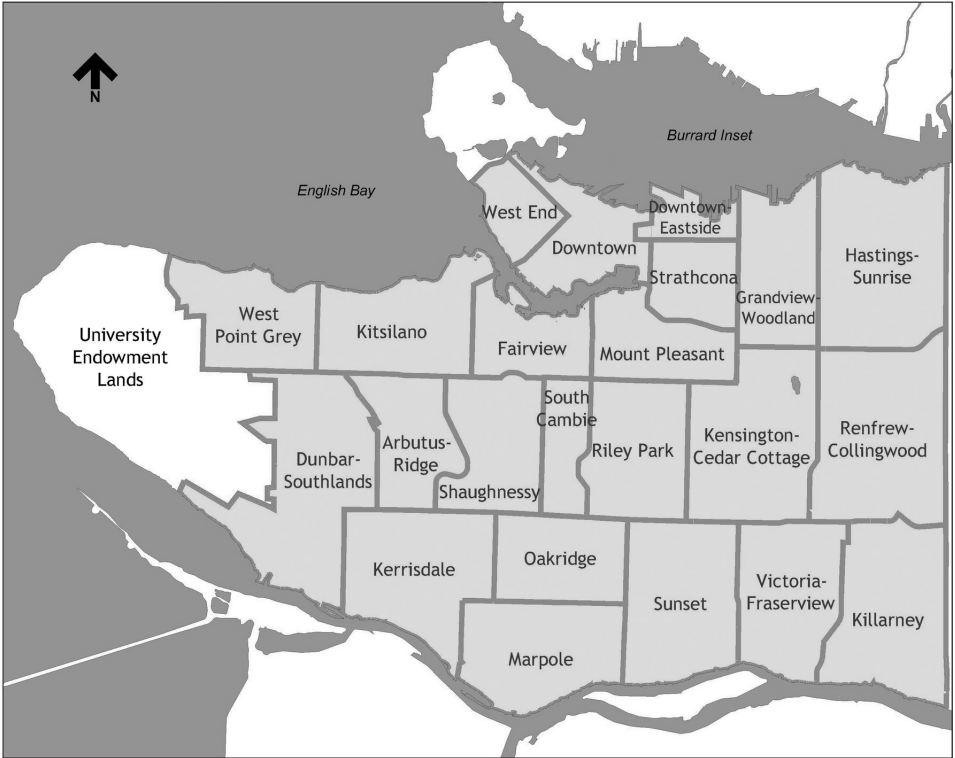 N
Burrard Inset
English Bay
West End
Downtown-
Eastside
Downtown
Strathcona
Hastings-
Sunrise
Grandview-
Woodland
West
Point Grey
Kitsilano
Fairview
Mount Pleasant
University
Endowment
Lands
South
Cambie
Dunbar-
Southlands
Arbutus-
Ridge
Shaughnessy
Riley Park
Kensington-
Cedar Cottage
Renfrew-
Collingwood
Kerrisdale
Oakridge
Sunset
Victoria-
Fraserview
Killarney
Marpole